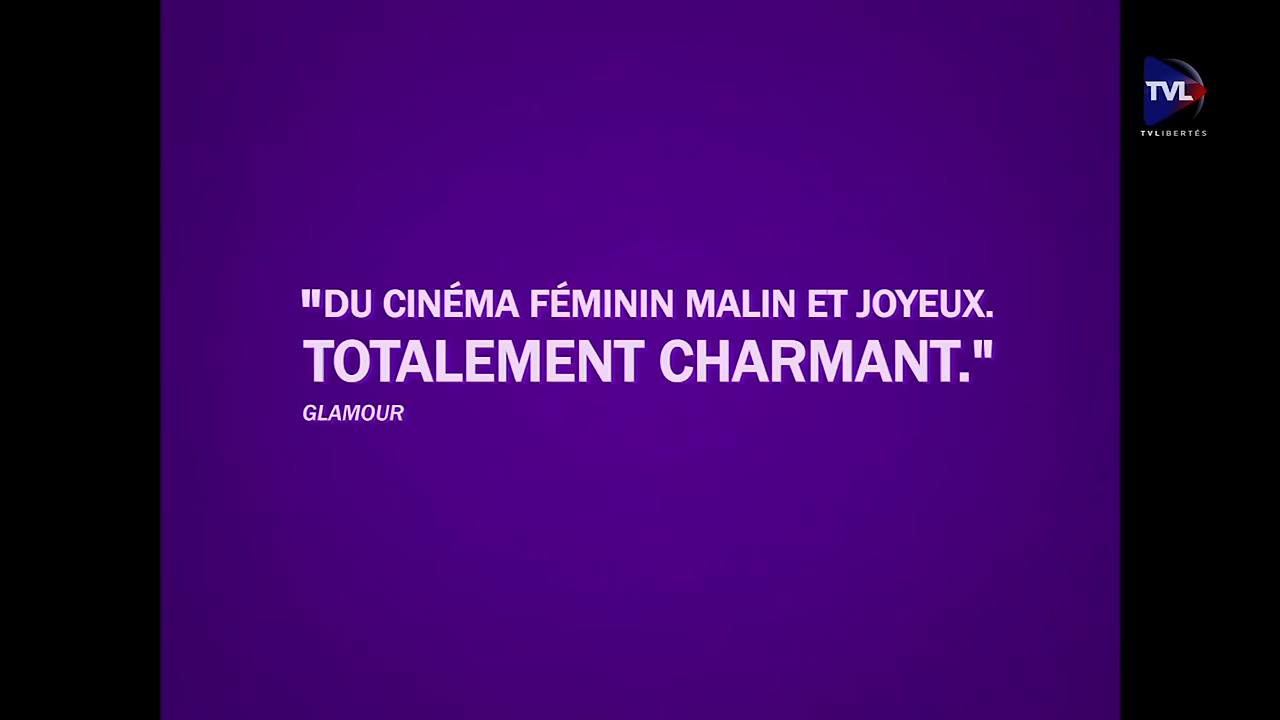 "DU CINÉMA FÉMININ MALIN ET JOYEUX.
TOTALEMENT CHARMANT."
GLAMOUR
TVL
TVLIBERTÉS